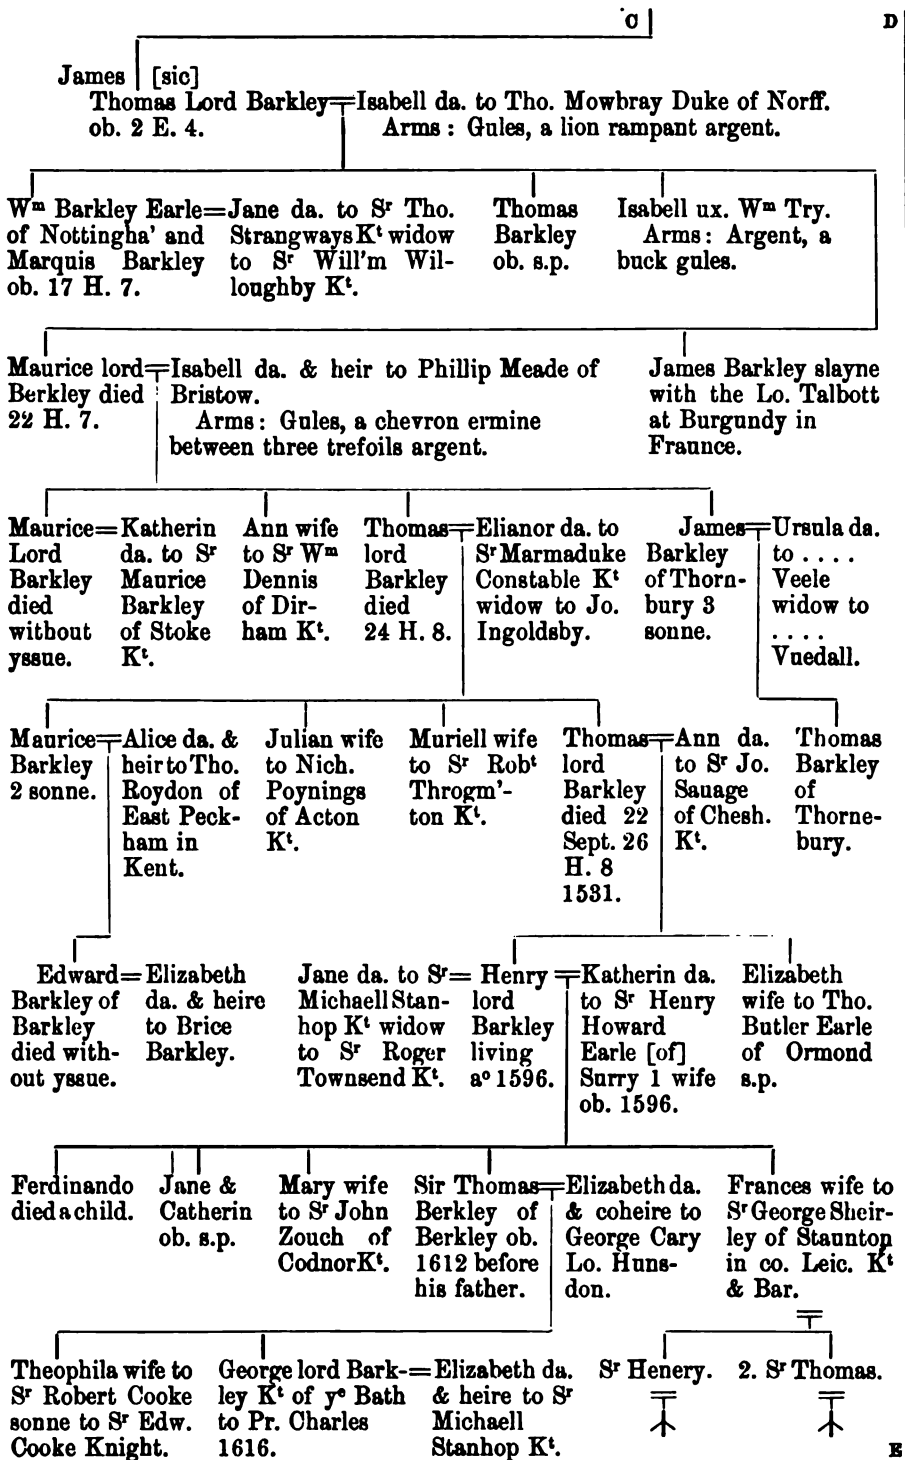 C D
James [sic]
Thomas Lord Barkley=Isabell da. to Tho. Mowbray Duke of Norff.
ob. 2 E. 4. Arms: Gules, a lion rampant argent.
Wᵐ Barkley Earle=Jane da. to Sʳ Tho.
of Nottingha' and Strangways Kᵗ widow
Marquis Barkley to Sʳ Will'm Wil-
ob. 17 H. 7. loughby Kᵗ.
Thomas
Barkley
ob. s.p.
Isabell ux. Wᵐ Try.
Arms: Argent, a
buck gules.
Maurice lord=Isabell da. & heir to Phillip Meade of
Berkley died Bristow.
22 H. 7. Arms: Gules, a chevron ermine
between three trefoils argent.
James Barkley slayne
with the Lo. Talbott
at Burgundy in
Fraunce.
Maurice=
Lord
Barkley
died
without
yssue.
Katherin
da. to Sʳ
Maurice
Barkley
of Stoke
Kᵗ.
Ann wife
to Sʳ Wᵐ
Dennis
of Dir-
ham Kᵗ.
Thomas=
lord
Barkley
died
24 H. 8.
Elianor da. to
Sʳ Marmaduke
Constable Kᵗ
widow to Jo.
Ingoldsby.
James=
Barkley
of Thorn-
bury 3
sonne.
Ursula da.
to ....
Veele
widow to
....
Vuedall.
Maurice=
Barkley
2 sonne.
Alice da. &
heir to Tho.
Roydon of
East Peck-
ham in
Kent.
Julian wife
to Nich.
Poynings
of Acton
Kᵗ.
Muriell wife
to Sʳ Robᵗ
Throgm'-
ton Kᵗ.
Thomas=
lord
Barkley
died 22
Sept. 26
H. 8
1531.
Ann da.
to Sʳ Jo.
Sauage
of Chesh.
Kᵗ.
Thomas
Barkley
of
Thorne-
bury.
Edward=
Barkley of
Barkley
died with-
out yssue.
Elizabeth
da. & heire
to Brice
Barkley.
Jane da. to Sʳ=
Michaell Stan-
hop Kᵗ widow
to Sʳ Roger
Townsend Kᵗ.
Henry=
lord
Barkley
living
aº 1596.
Katherin da.
to Sʳ Henry
Howard
Earle [of]
Surry 1 wife
ob. 1596.
Elizabeth
wife to Tho.
Butler Earle
of Ormond
s.p.
Ferdinando
died a child.
Jane &
Catherin
ob. s.p.
Mary wife
to Sʳ John
Zouch of
Codnor Kᵗ.
Sir Thomas=
Berkley of
Berkley ob.
1612 before
his father.
Elizabeth da.
& coheire to
George Cary
Lo. Huns-
don.
Frances wife to
Sʳ George Sheir-
ley of Staunton
in co. Leic. Kᵗ
& Bar.
Theophila wife to
Sʳ Robert Cooke
sonne to Sʳ Edw.
Cooke Knight.
George lord Bark-=
ley Kᵗ of yᵉ Bath
to Pr. Charles
1616.
Elizabeth da.
& heire to Sʳ
Michaell
Stanhop Kᵗ.
Sʳ Henery. 2. Sʳ Thomas.
E